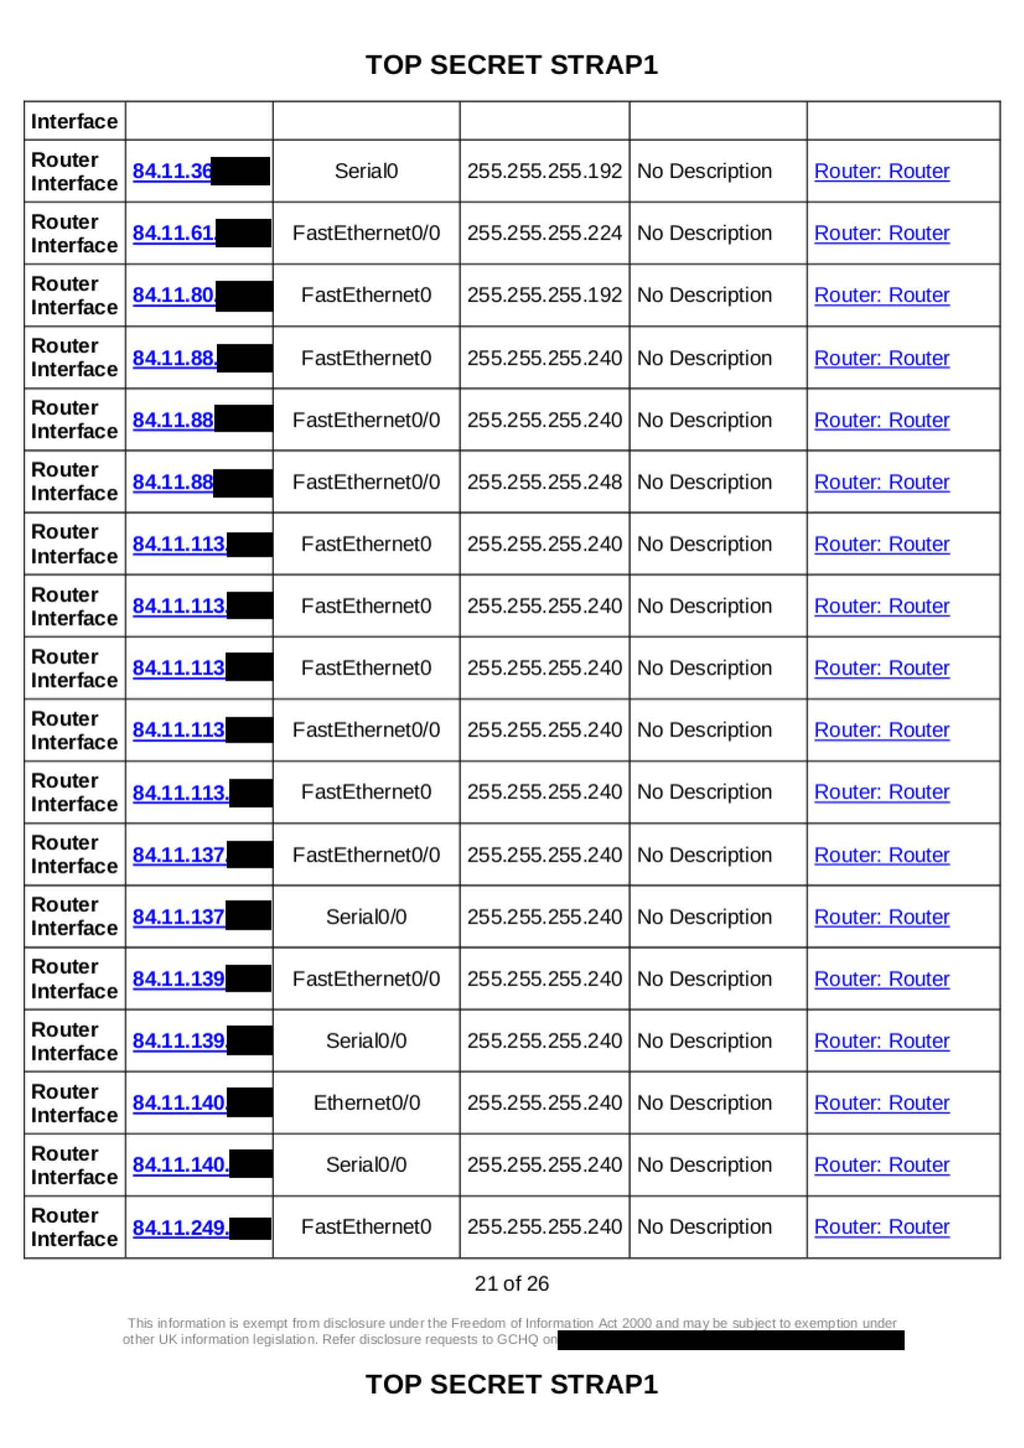 TOP SECRET STRAP1
Interface
Router Interface 84.11.36 Serial0 255.255.255.192 No Description Router: Router
Router Interface 84.11.61. FastEthernet0/0 255.255.255.224 No Description Router: Router
Router Interface 84.11.80. FastEthernet0 255.255.255.192 No Description Router: Router
Router Interface 84.11.88. FastEthernet0 255.255.255.240 No Description Router: Router
Router Interface 84.11.88 FastEthernet0/0 255.255.255.240 No Description Router: Router
Router Interface 84.11.88 FastEthernet0/0 255.255.255.248 No Description Router: Router
Router Interface 84.11.113. FastEthernet0 255.255.255.240 No Description Router: Router
Router Interface 84.11.113. FastEthernet0 255.255.255.240 No Description Router: Router
Router Interface 84.11.113 FastEthernet0 255.255.255.240 No Description Router: Router
Router Interface 84.11.113 FastEthernet0/0 255.255.255.240 No Description Router: Router
Router Interface 84.11.113. FastEthernet0 255.255.255.240 No Description Router: Router
Router Interface 84.11.137. FastEthernet0/0 255.255.255.240 No Description Router: Router
Router Interface 84.11.137 Serial0/0 255.255.255.240 No Description Router: Router
Router Interface 84.11.139 FastEthernet0/0 255.255.255.240 No Description Router: Router
Router Interface 84.11.139. Serial0/0 255.255.255.240 No Description Router: Router
Router Interface 84.11.140. Ethernet0/0 255.255.255.240 No Description Router: Router
Router Interface 84.11.140. Serial0/0 255.255.255.240 No Description Router: Router
Router Interface 84.11.249. FastEthernet0 255.255.255.240 No Description Router: Router
21 of 26
This information is exempt from disclosure under the Freedom of Information Act 2000 and may be subject to exemption under
other UK information legislation. Refer disclosure requests to GCHQ on
TOP SECRET STRAP1